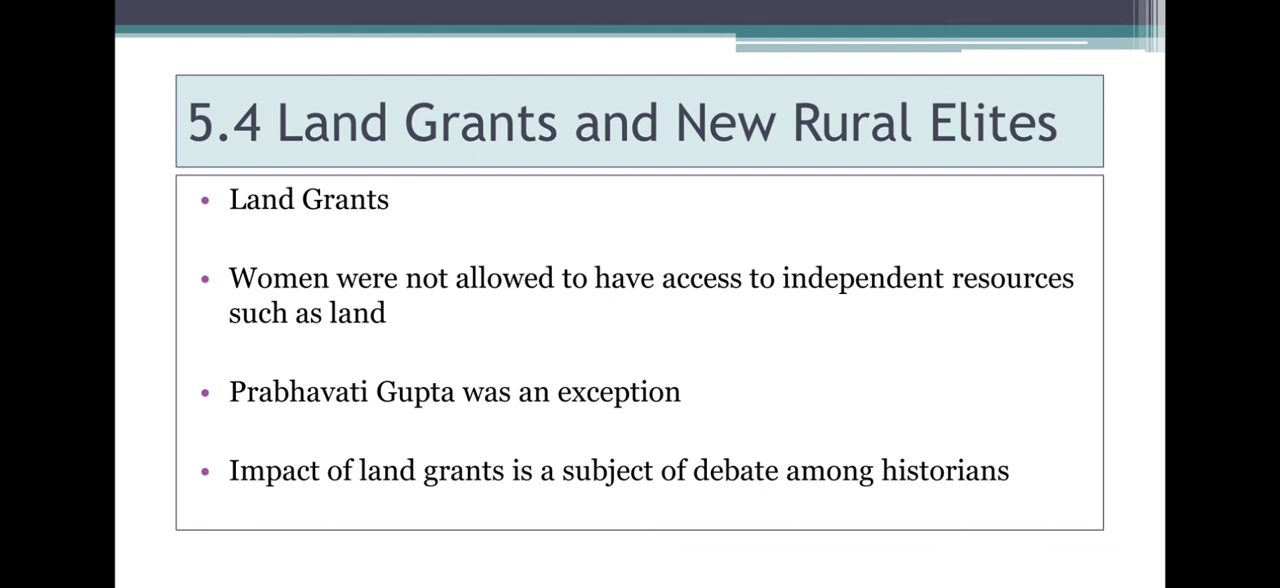 5.4 Land Grants and New Rural Elites
• Land Grants
• Women were not allowed to have access to independent resources
such as land
• Prabhavati Gupta was an exception
• Impact of land grants is a subject of debate among historians